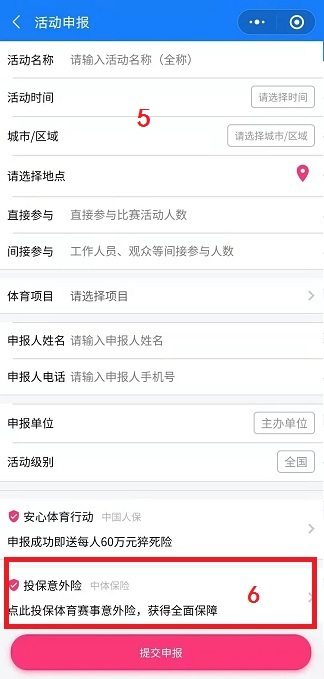 活动申报
活动名称 请输入活动名称（全称）
活动时间 请选择时间
5
城市/区域 请选择城市/区域
请选择地点
直接参与 直接参与比赛活动人数
间接参与 工作人员、观众等间接参与人数
体育项目 请选择项目
申报人姓名 请输入申报人姓名
申报人电话 请输入申报人手机号
申报单位 主办单位
活动级别 全国
安心体育行动 中国人保
申报成功即送每人60万元猝死险
投保意外险 中体保险
6
点此投保体育赛事意外险，获得全面保障
提交申报